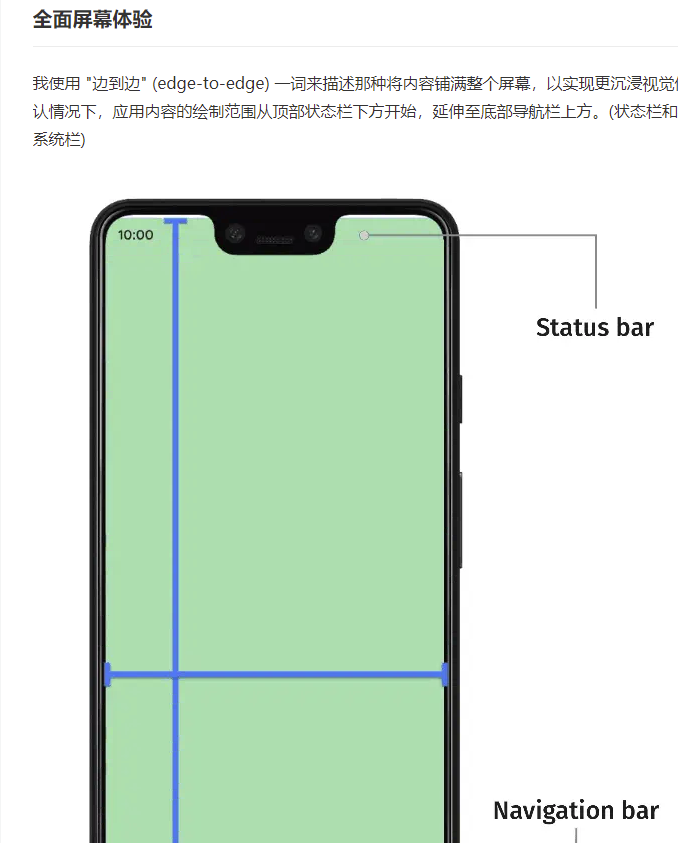 全面屏幕体验
我使用 "边到边" (edge-to-edge) 一词来描述那种将内容铺满整个屏幕，以实现更沉浸视觉
认情况下，应用内容的绘制范围从顶部状态栏下方开始，延伸至底部导航栏上方。(状态栏和
系统栏)
10:00
Status bar
Navigation bar